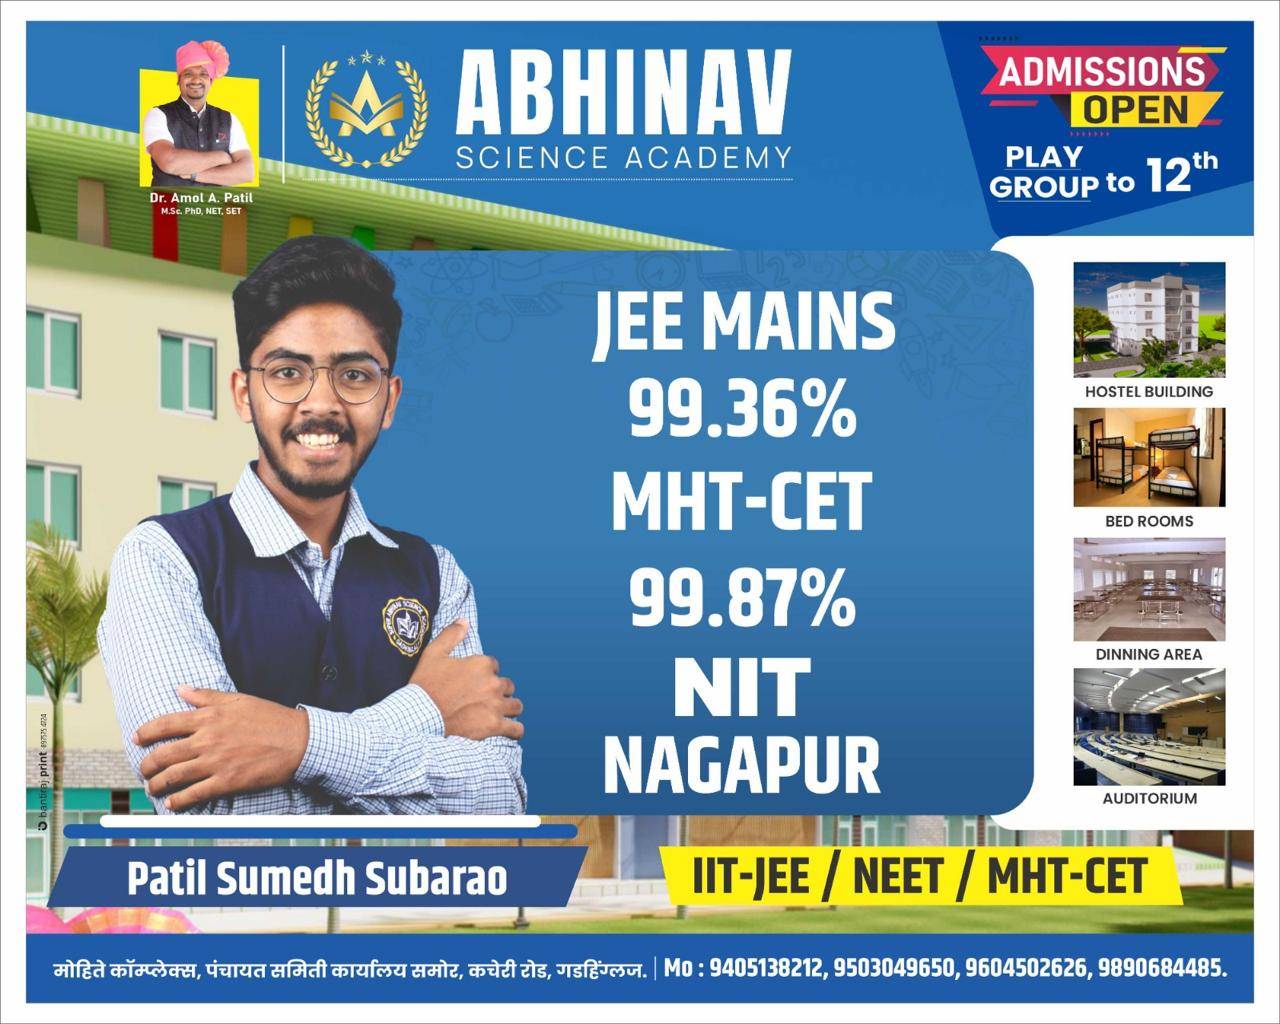 ABHINAV
SCIENCE ACADEMY
Dr. Amol A. Patil
M.Sc. PhD, NET, SET
ADMISSIONS
OPEN
PLAY
GROUP to 12th
JEE MAINS
99.36%
MHT-CET
99.87%
NIT
NAGAPUR
HOSTEL BUILDING
BED ROOMS
DINNING AREA
AUDITORIUM
Patil Sumedh Subarao
IIT-JEE / NEET / MHT-CET
मोहिते कॉम्प्लेक्स, पंचायत समिती कार्यालय समोर, कचेरी रोड, गडहिंग्लज. | Mo : 9405138212, 9503049650, 9604502626, 9890684485.
print